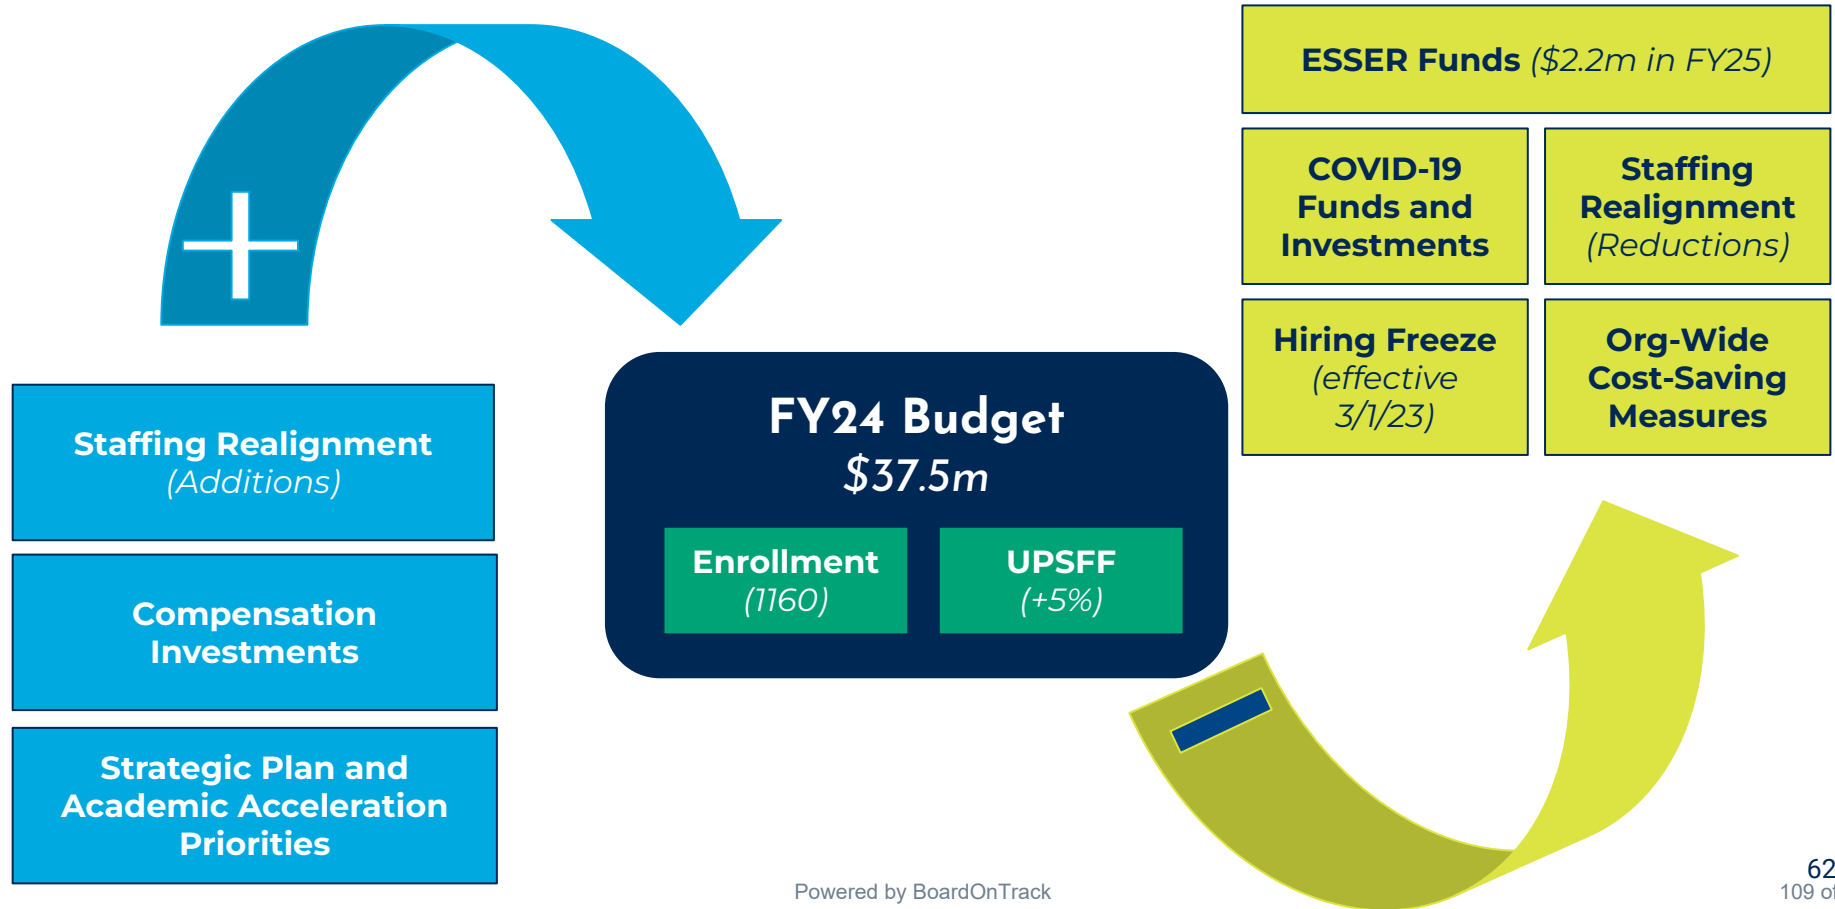 Staffing Realignment
(Additions)
Compensation
Investments
Strategic Plan and
Academic Acceleration
Priorities
FY24 Budget
$37.5m
Enrollment
(1160)
UPSFF
(+5%)
ESSER Funds ($2.2m in FY25)
COVID-19
Funds and
Investments
Staffing
Realignment
(Reductions)
Hiring Freeze
(effective
3/1/23)
Org-Wide
Cost-Saving
Measures
Powered by BoardOnTrack
62
109 of